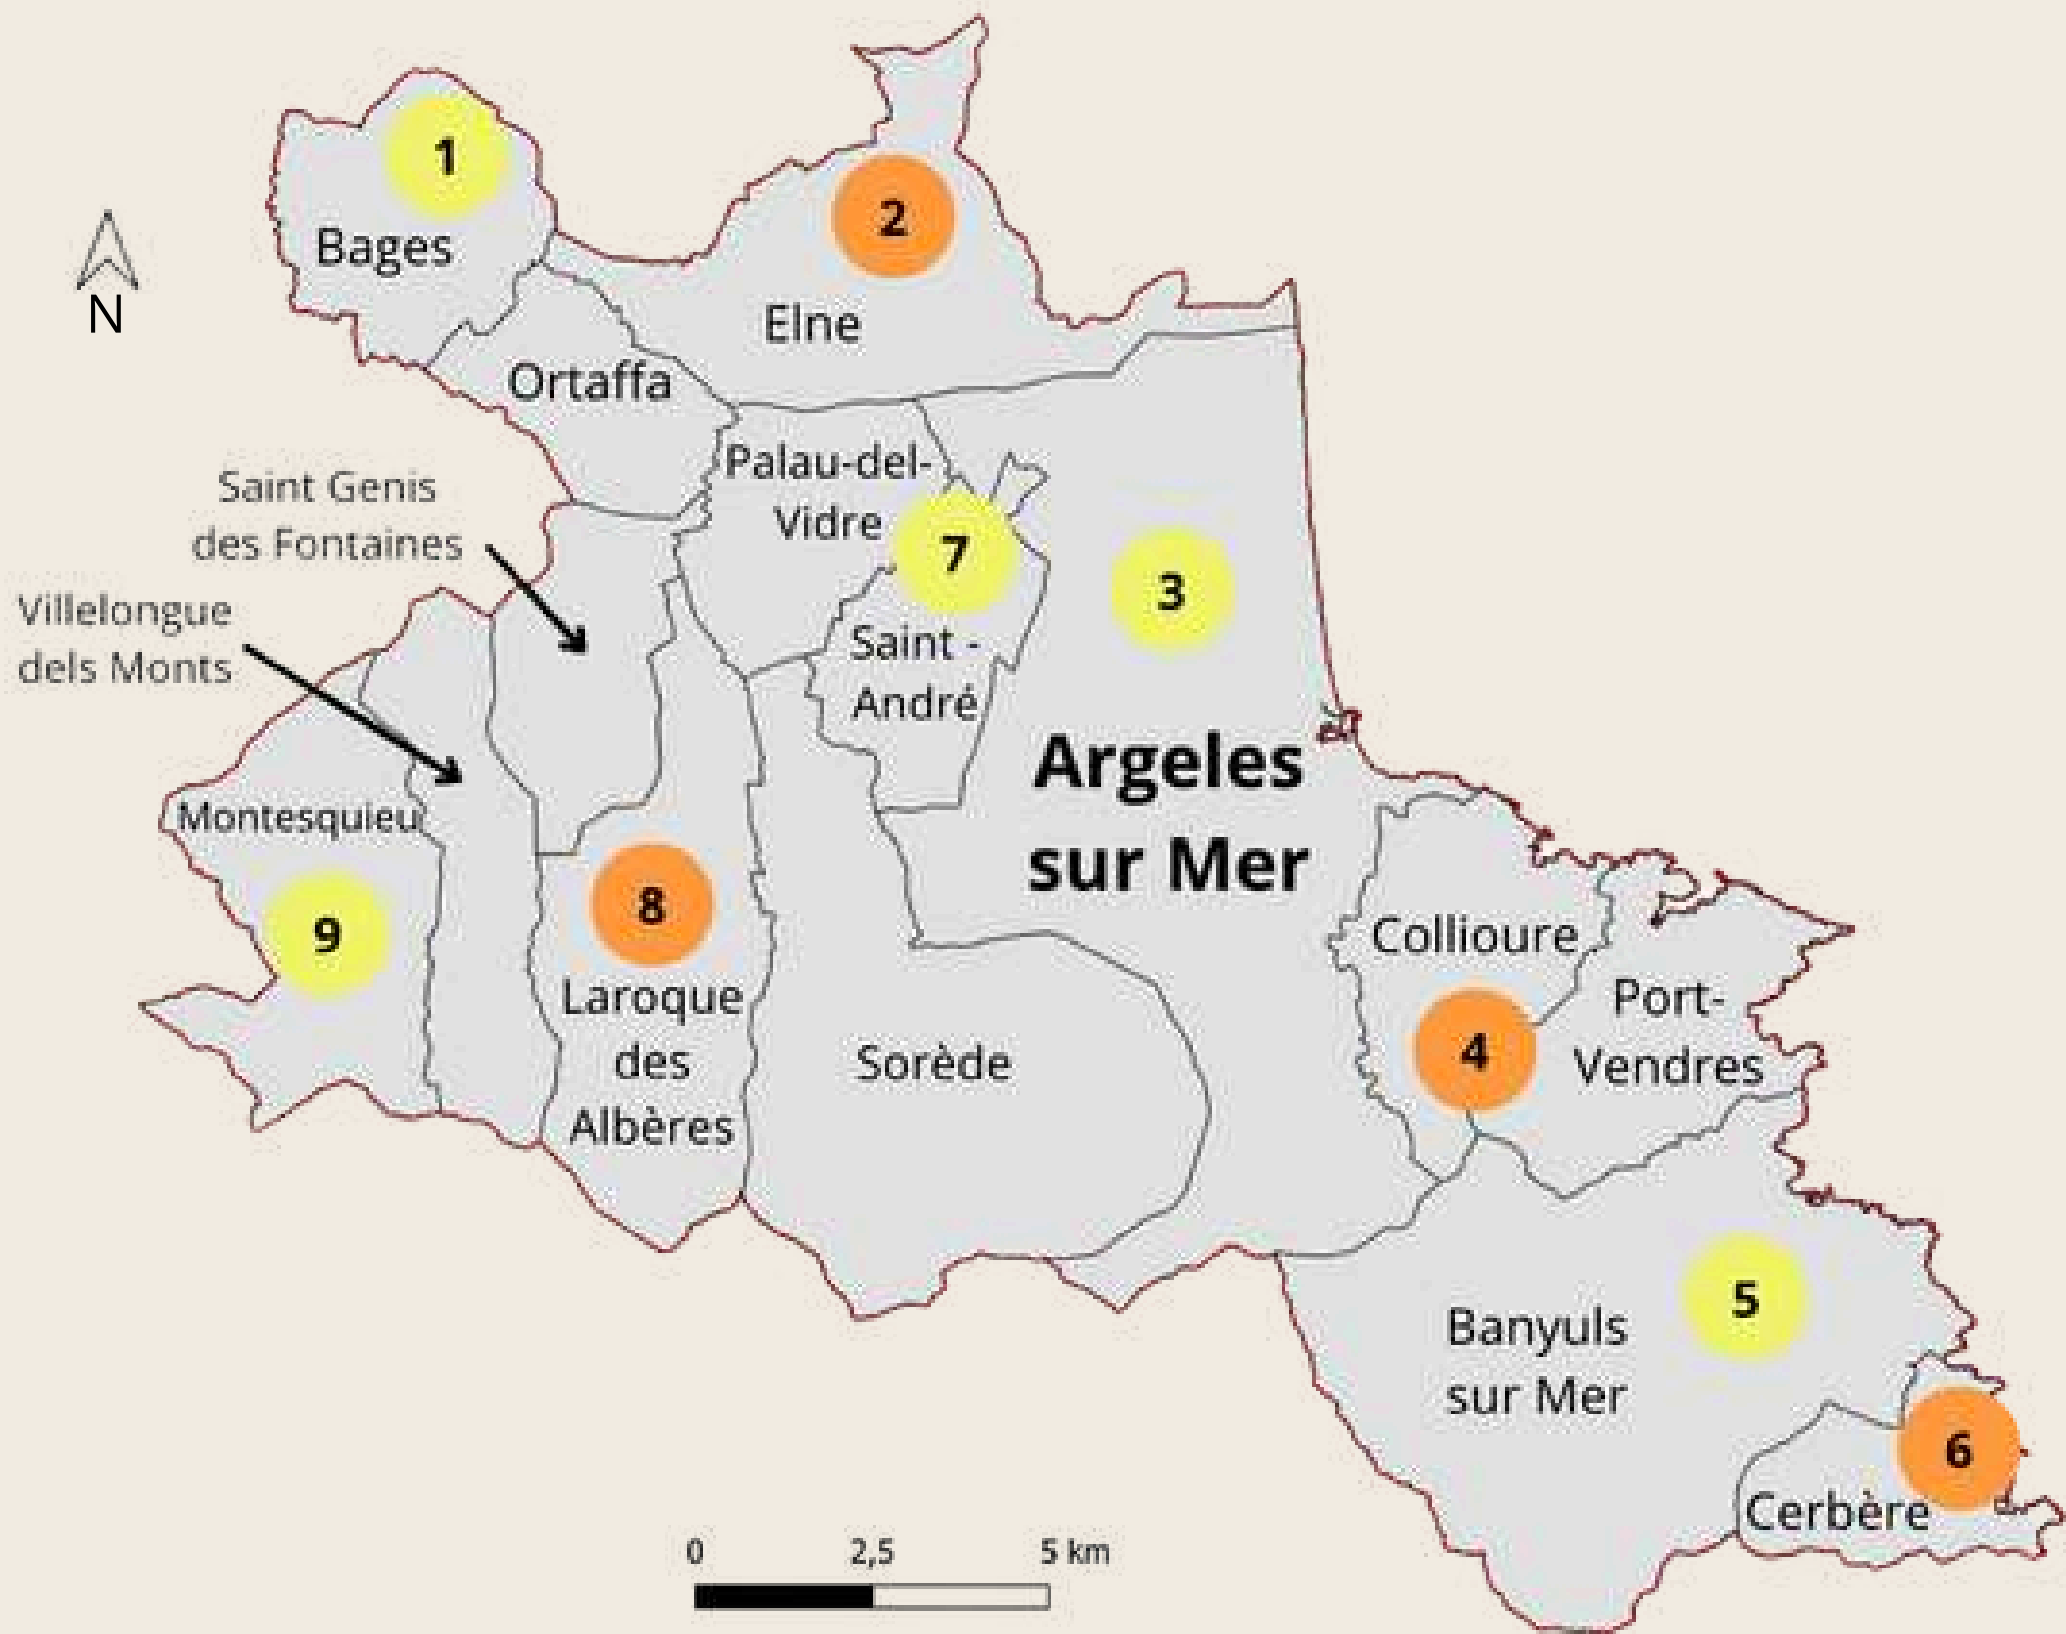 1
Bages
2
Elne
N
Ortaffa
Saint Genis
des Fontaines
Palau-del-
Vidre
7
3
Villelongue
dels Monts
Saint -
André
Argeles
sur Mer
Montesquieu
9
8
Laroque
des
Albères
Sorède
Collioure
4
Port-
Vendres
5
Banyuls
sur Mer
6
Cerbère
0 2,5 5 km